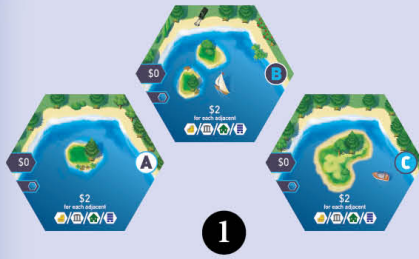 $0
B
$2
for each adjacent
/ / /
$0
A
$2
for each adjacent
/ / /
$0
C
$2
for each adjacent
/ / /
1